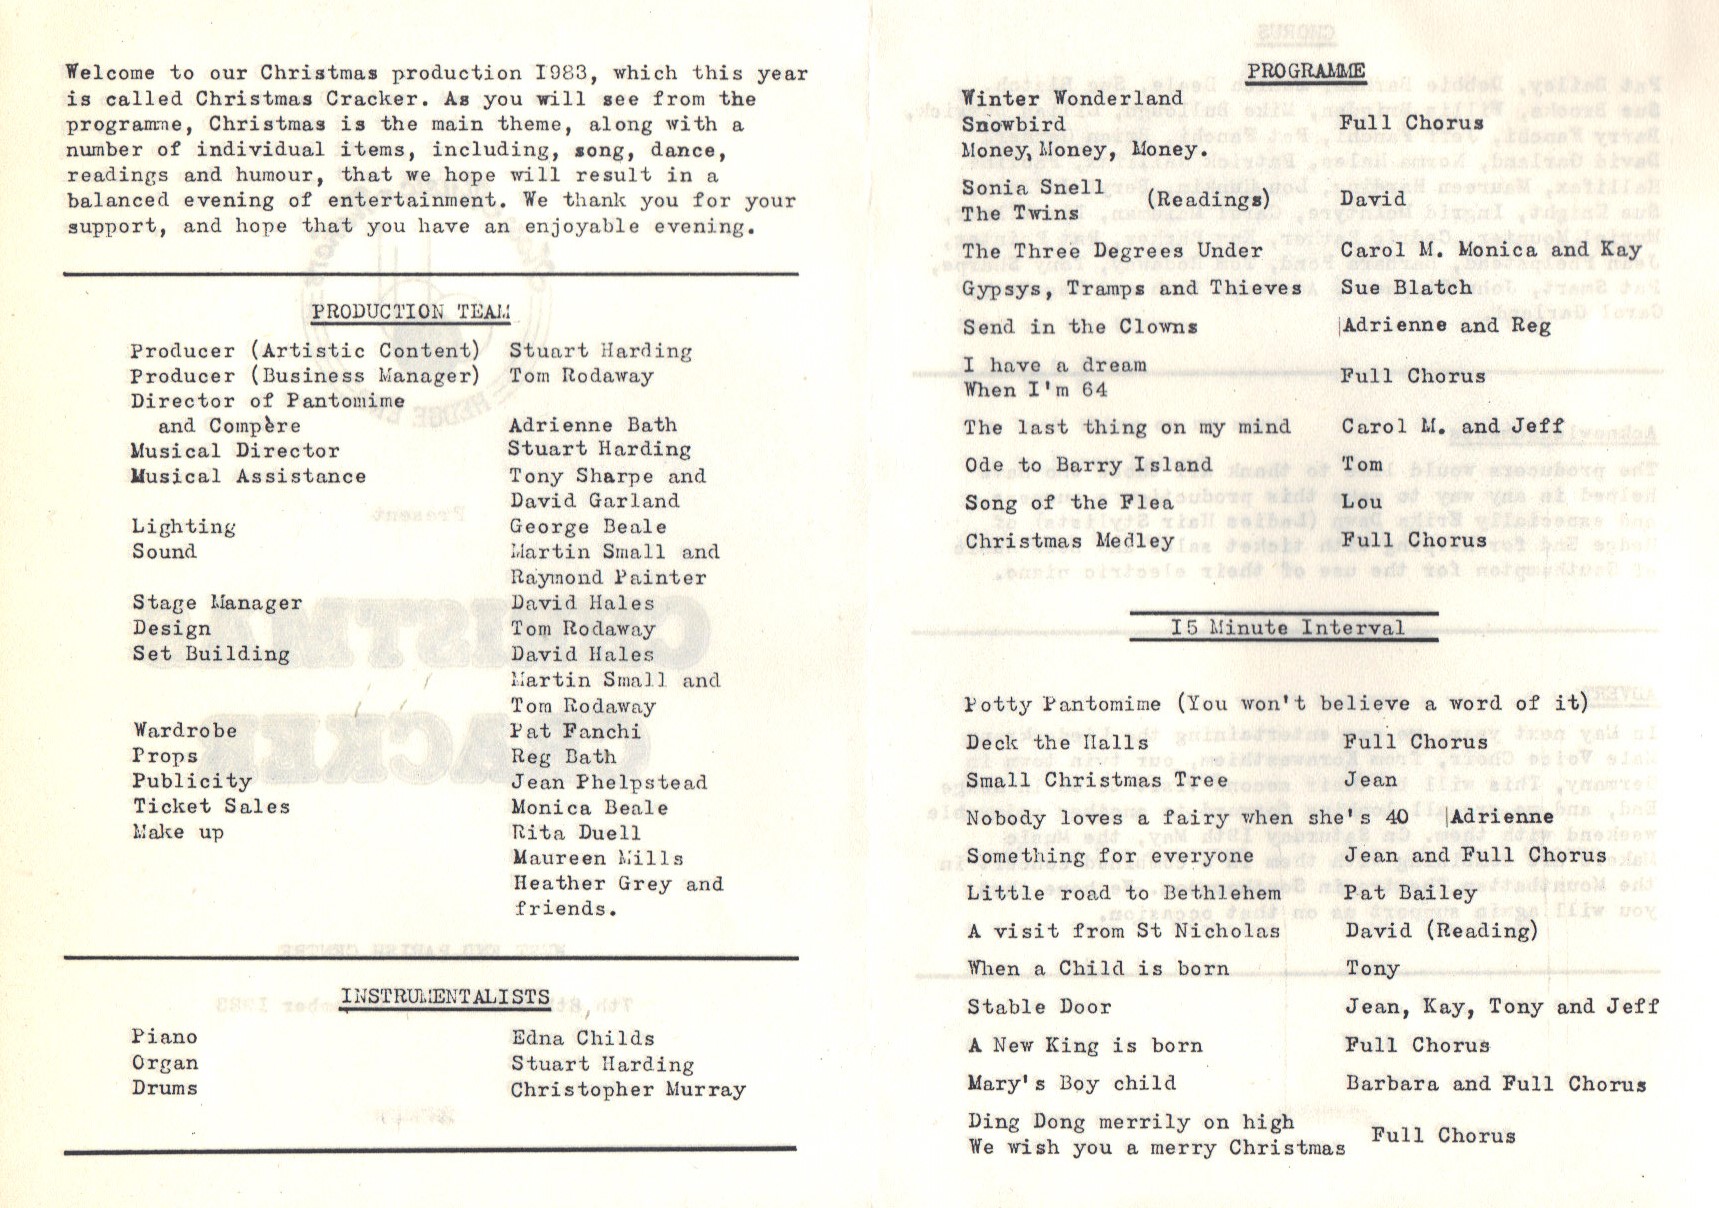 Welcome to our Christmas production I983, which this year
is called Christmas Cracker. As you will see from the
programme, Christmas is the main theme, along with a
number of individual items, including, song, dance,
readings and humour, that we hope will result in a
balanced evening of entertainment. We thank you for your
support, and hope that you have an enjoyable evening.
PRODUCTION TEAM
Producer (Artistic Content) Stuart Harding
Producer (Business Manager) Tom Rodaway
Director of Pantomime
and Compère Adrienne Bath
Musical Director Stuart Harding
Musical Assistance Tony Sharpe and
David Garland
Lighting George Beale
Sound Martin Small and
Raymond Painter
Stage Manager David Hales
Design Tom Rodaway
Set Building David Hales
Martin Small and
Tom Rodaway
Wardrobe Pat Fanchi
Props Reg Bath
Publicity Jean Phelpstead
Ticket Sales Monica Beale
Make up Rita Duell
Maureen Mills
Heather Grey and
friends.
INSTRUMENTALISTS
Piano Edna Childs
Organ Stuart Harding
Drums Christopher Murray
PROGRAMME
Winter Wonderland
Snowbird Full Chorus
Money, Money, Money.
Sonia Snell
The Twins (Readings) David
The Three Degrees Under Carol M. Monica and Kay
Gypsys, Tramps and Thieves Sue Blatch
Send in the Clowns Adrienne and Reg
I have a dream
When I'm 64 Full Chorus
The last thing on my mind Carol M. and Jeff
Ode to Barry Island Tom
Song of the Flea Lou
Christmas Medley Full Chorus
I5 Minute Interval
Potty Pantomime (You won't believe a word of it)
Deck the Halls Full Chorus
Small Christmas Tree Jean
Nobody loves a fairy when she's 40 Adrienne
Something for everyone Jean and Full Chorus
Little road to Bethlehem Pat Bailey
A visit from St Nicholas David (Reading)
When a Child is born Tony
Stable Door Jean, Kay, Tony and Jeff
A New King is born Full Chorus
Mary's Boy child Barbara and Full Chorus
Ding Dong merrily on high
We wish you a merry Christmas Full Chorus